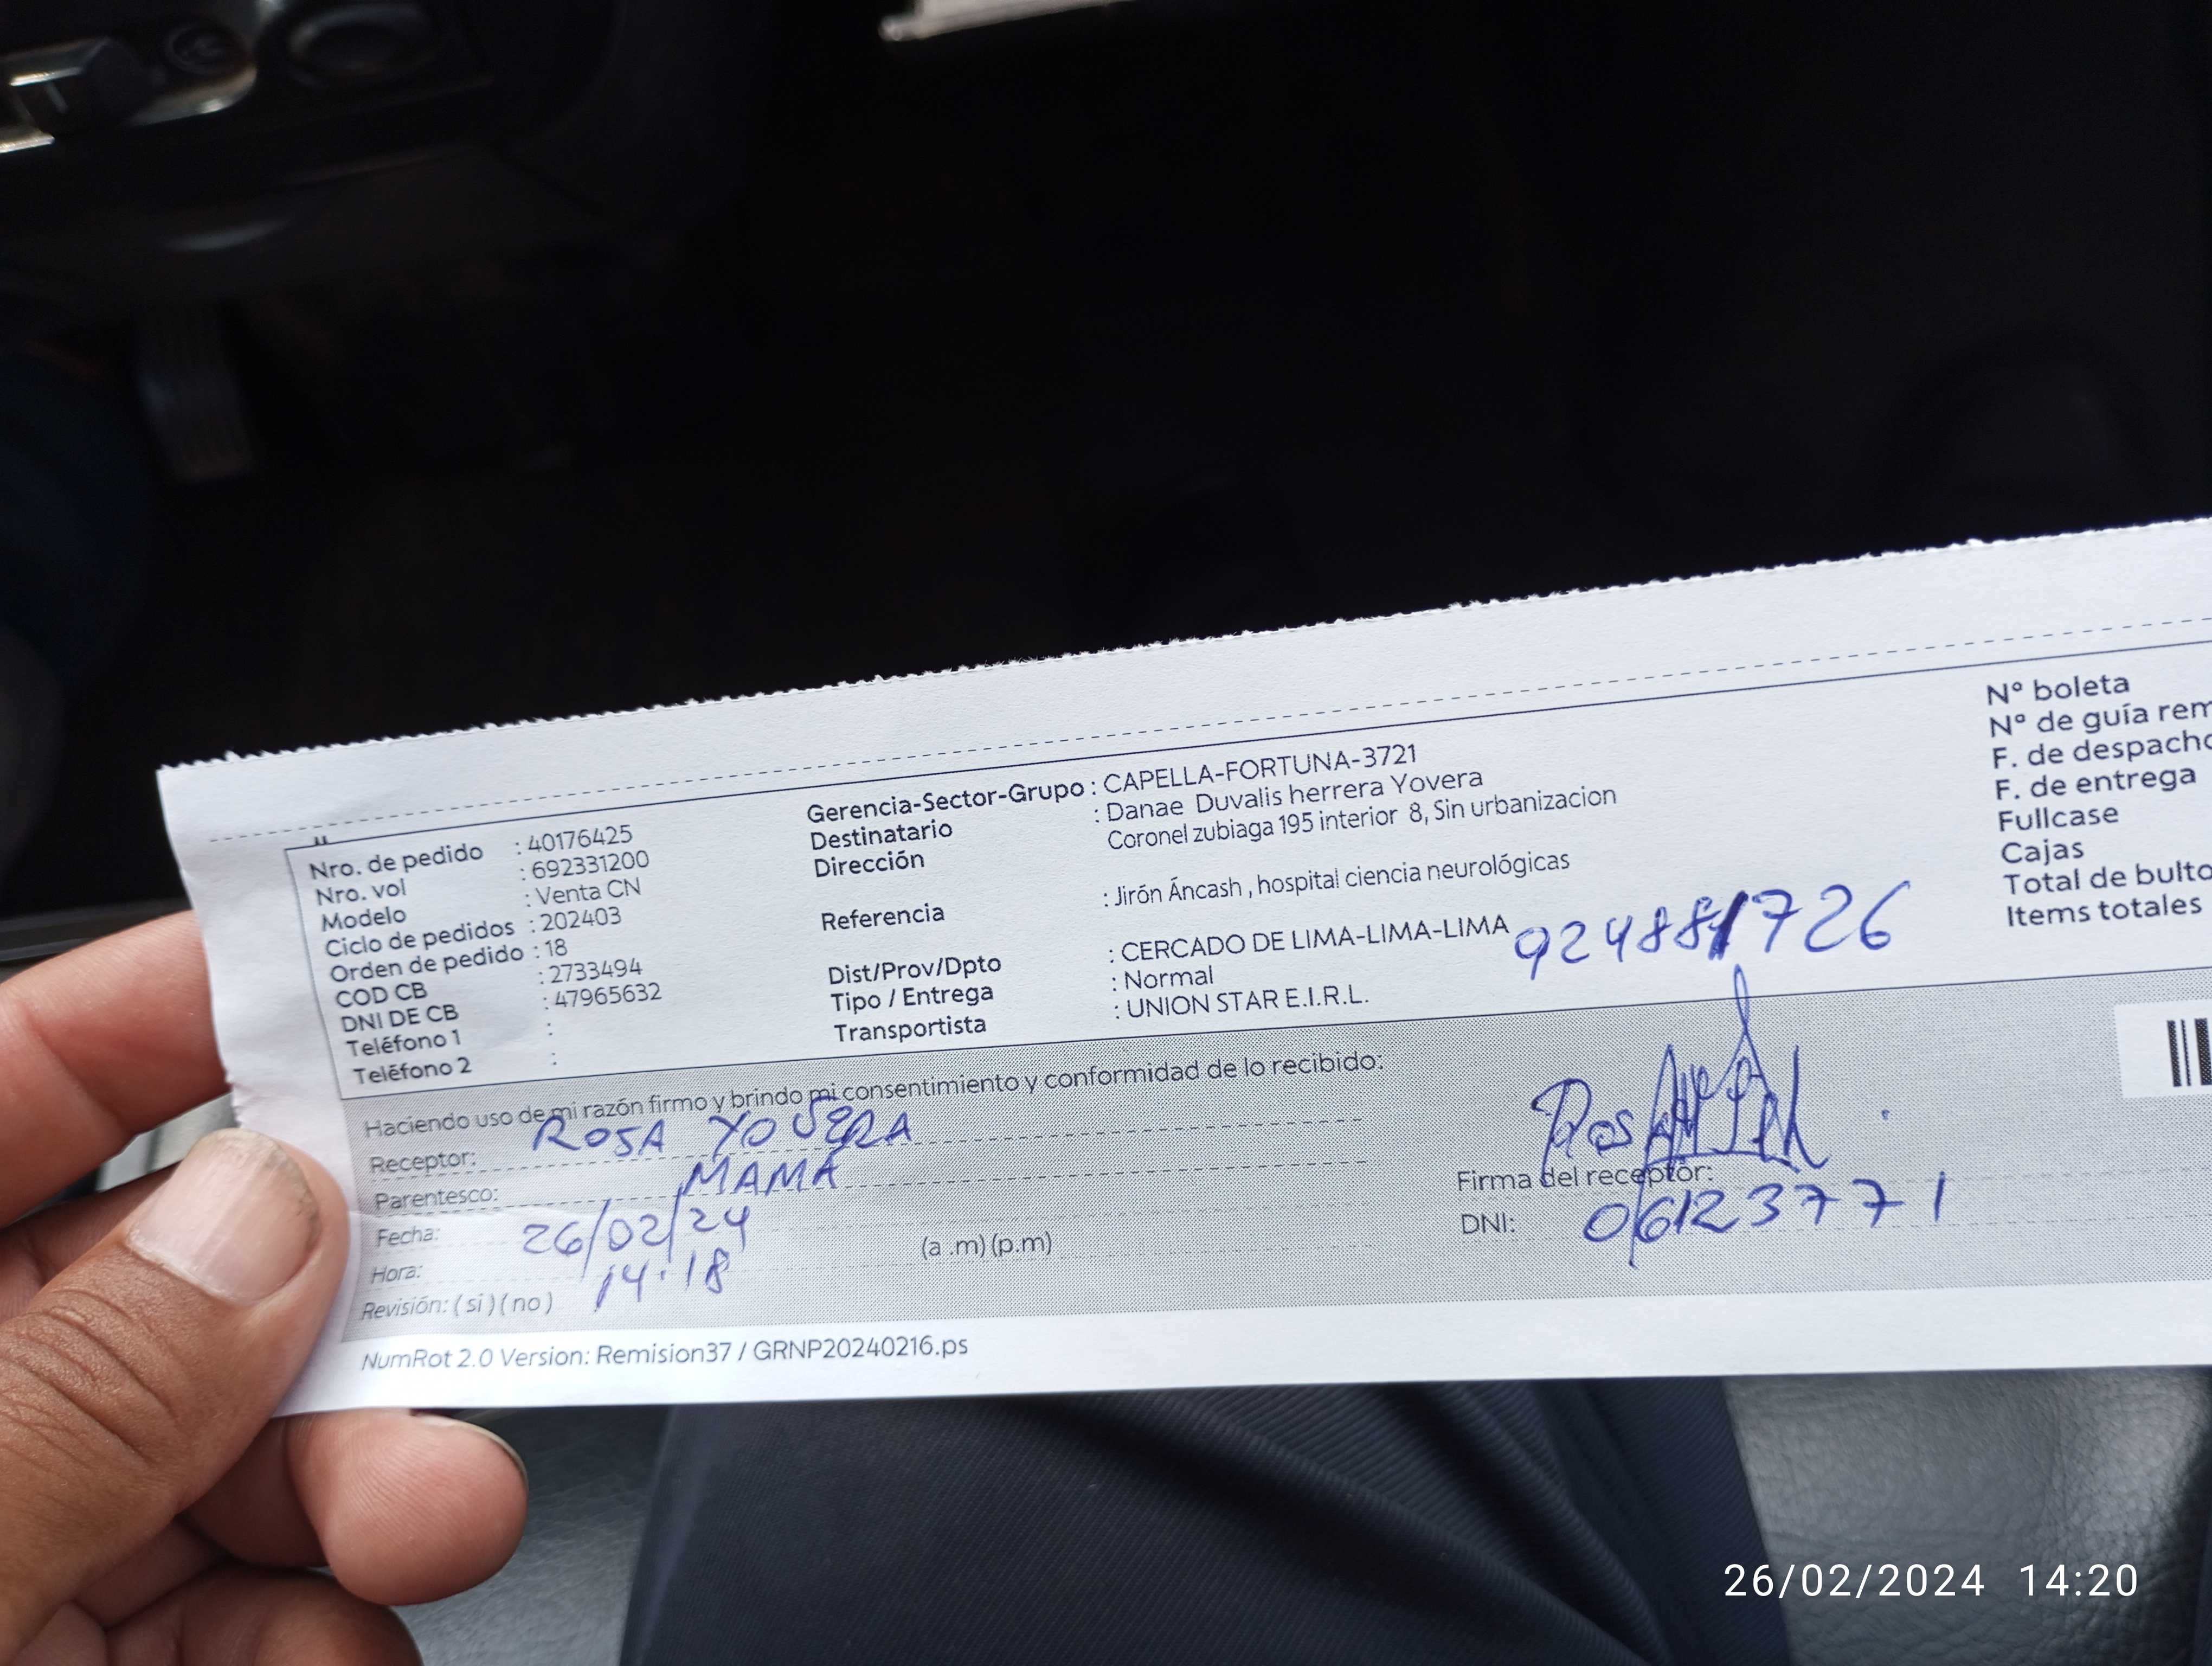 Nro. de pedido : 40176425
Nro. vol : 692331200
Modelo : Venta CN
Ciclo de pedidos : 202403
Orden de pedido : 18
COD CB : 2733494
DNI DE CB : 47965632
Teléfono 1 :
Teléfono 2 :
Gerencia-Sector-Grupo : CAPELLA-FORTUNA-3721
Destinatario : Danae Duvalis herrera Yovera
Dirección Coronel zubiaga 195 interior 8, Sin urbanizacion
Referencia : Jirón Áncash , hospital ciencia neurológicas
Dist/Prov/Dpto : CERCADO DE LIMA-LIMA-LIMA
Tipo / Entrega : Normal
Transportista : UNION STAR E.I.R.L.
N° boleta
N° de guía rem
F. de despacho
F. de entrega
Fullcase
Cajas
Total de bulto
Items totales
Haciendo uso de mi razón firmo y brindo mi consentimiento y conformidad de lo recibido:
Receptor: ROSA YOVERA
Parentesco: MAMA
Fecha: 26/02/24
Hora: 14:18 (a .m) (p.m)
Revisión: ( si ) ( no )
Firma del receptor:
DNI: 06123771
NumRot 2.0 Version: Remision37 / GRNP20240216.ps
26/02/2024 14:20